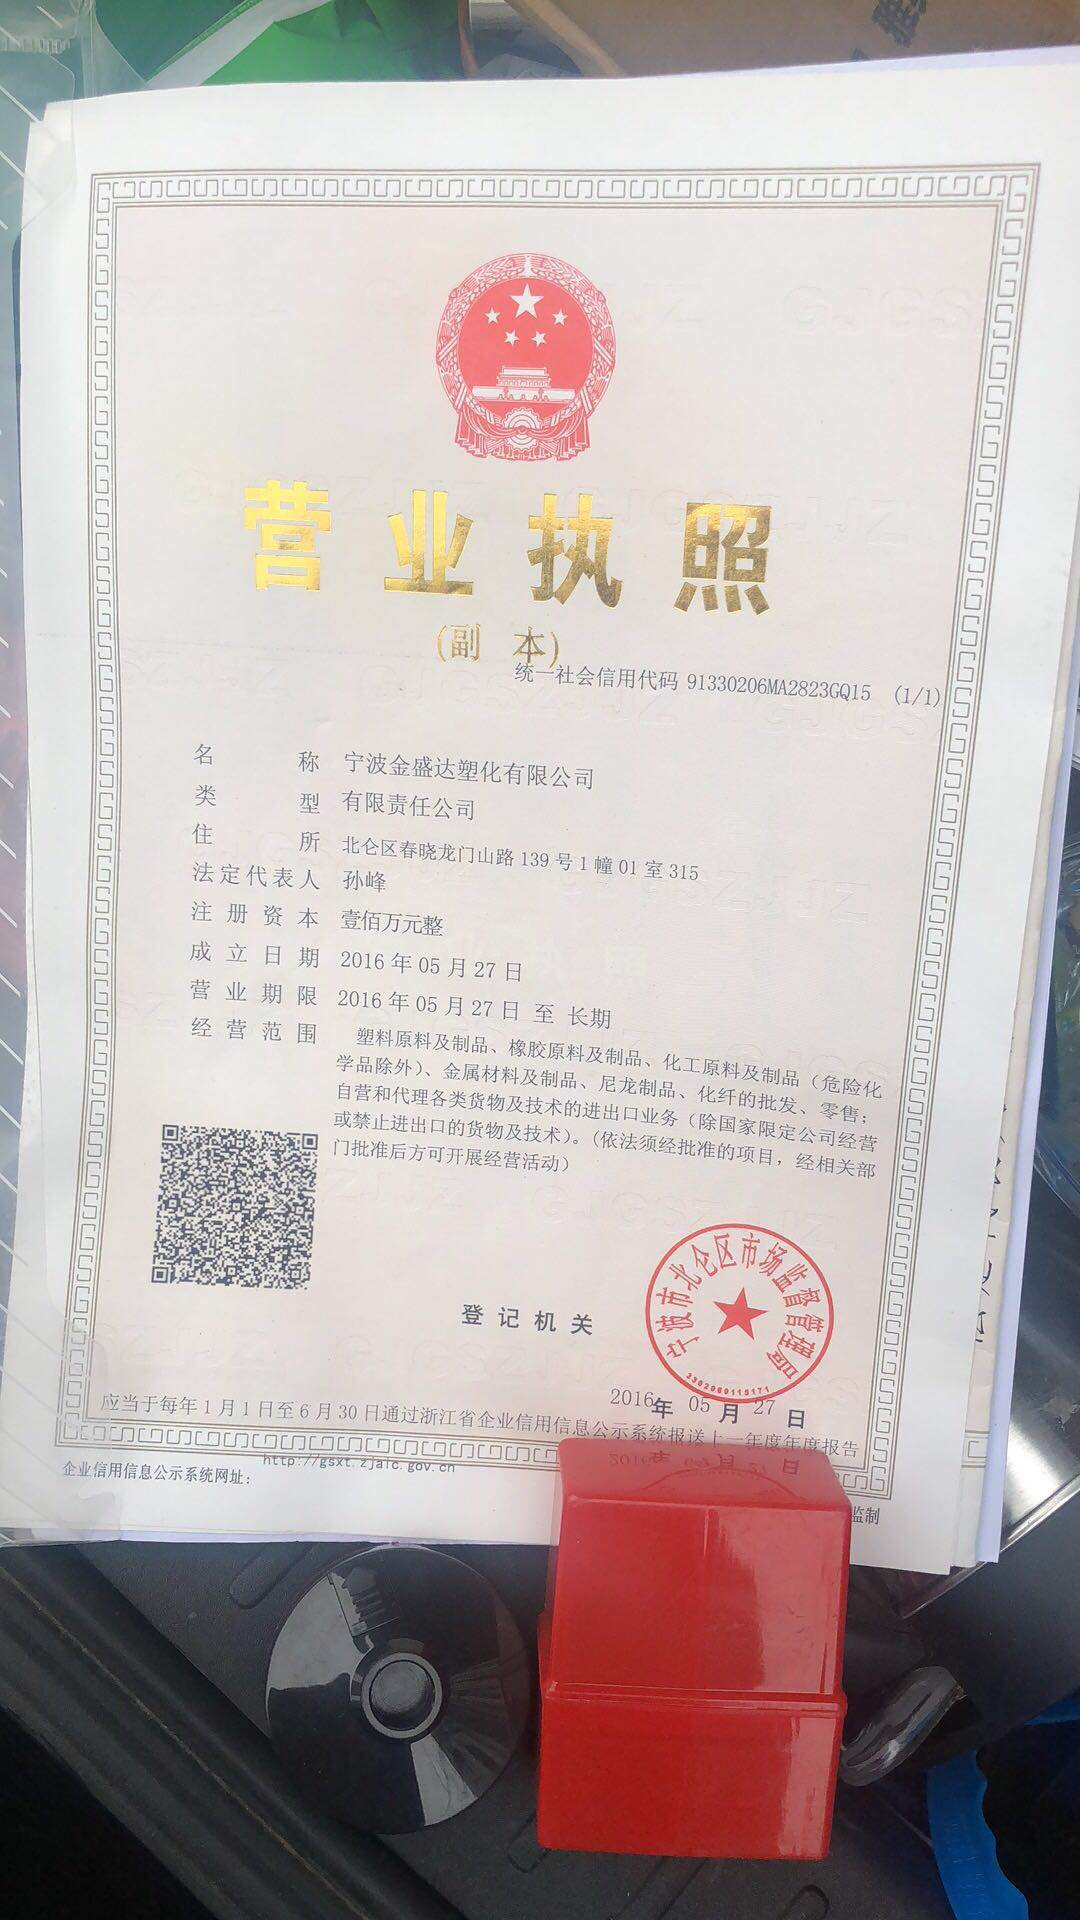 营业执照
(副 本)
统一社会信用代码 91330206MA2823GQ15 (1/1)
名 称 宁波金盛达塑化有限公司
类 型 有限责任公司
住 所 北仑区春晓龙门山路139号1幢01室315
法定代表人 孙峰
注册资本 壹佰万元整
成立日期 2016年05月27日
营业期限 2016年05月27日至长期
经营范围 塑料原料及制品、橡胶原料及制品、化工原料及制品（危险化
学品除外）、金属材料及制品、尼龙制品、化纤的批发、零售；
自营和代理各类货物及技术的进出口业务（除国家限定公司经营
或禁止进出口的货物及技术）。（依法须经批准的项目，经相关部
门批准后方可开展经营活动）
登记机关
宁波市北仑区市场监督管理局
3302060115171
2016年05月27日
应当于每年1月1日至6月30日通过浙江省企业信用信息公示系统报送上一年度年度报告
企业信用信息公示系统网址：
http://gsxt.zjaic.gov.cn
监制